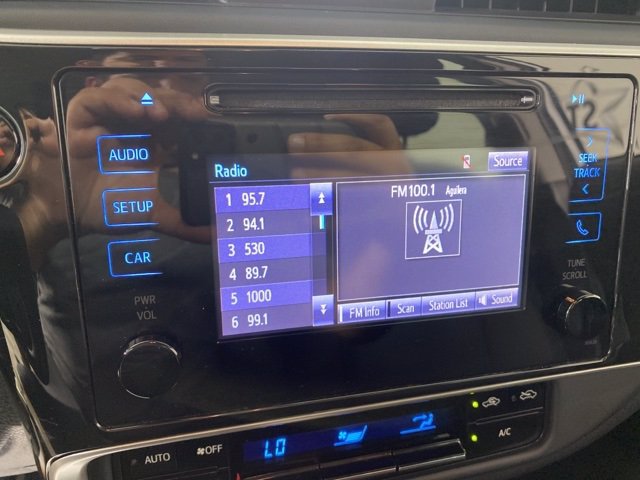 AUDIO
SETUP
CAR
PWR
VOL
Radio
Source
1 95.7
2 94.1
3 530
4 89.7
5 1000
6 99.1
FM100.1 Aguilera
FM Info
Scan
Station List
Sound
SEEK
TRACK
TUNE
SCROLL
AUTO
OFF
LO
A/C
ST